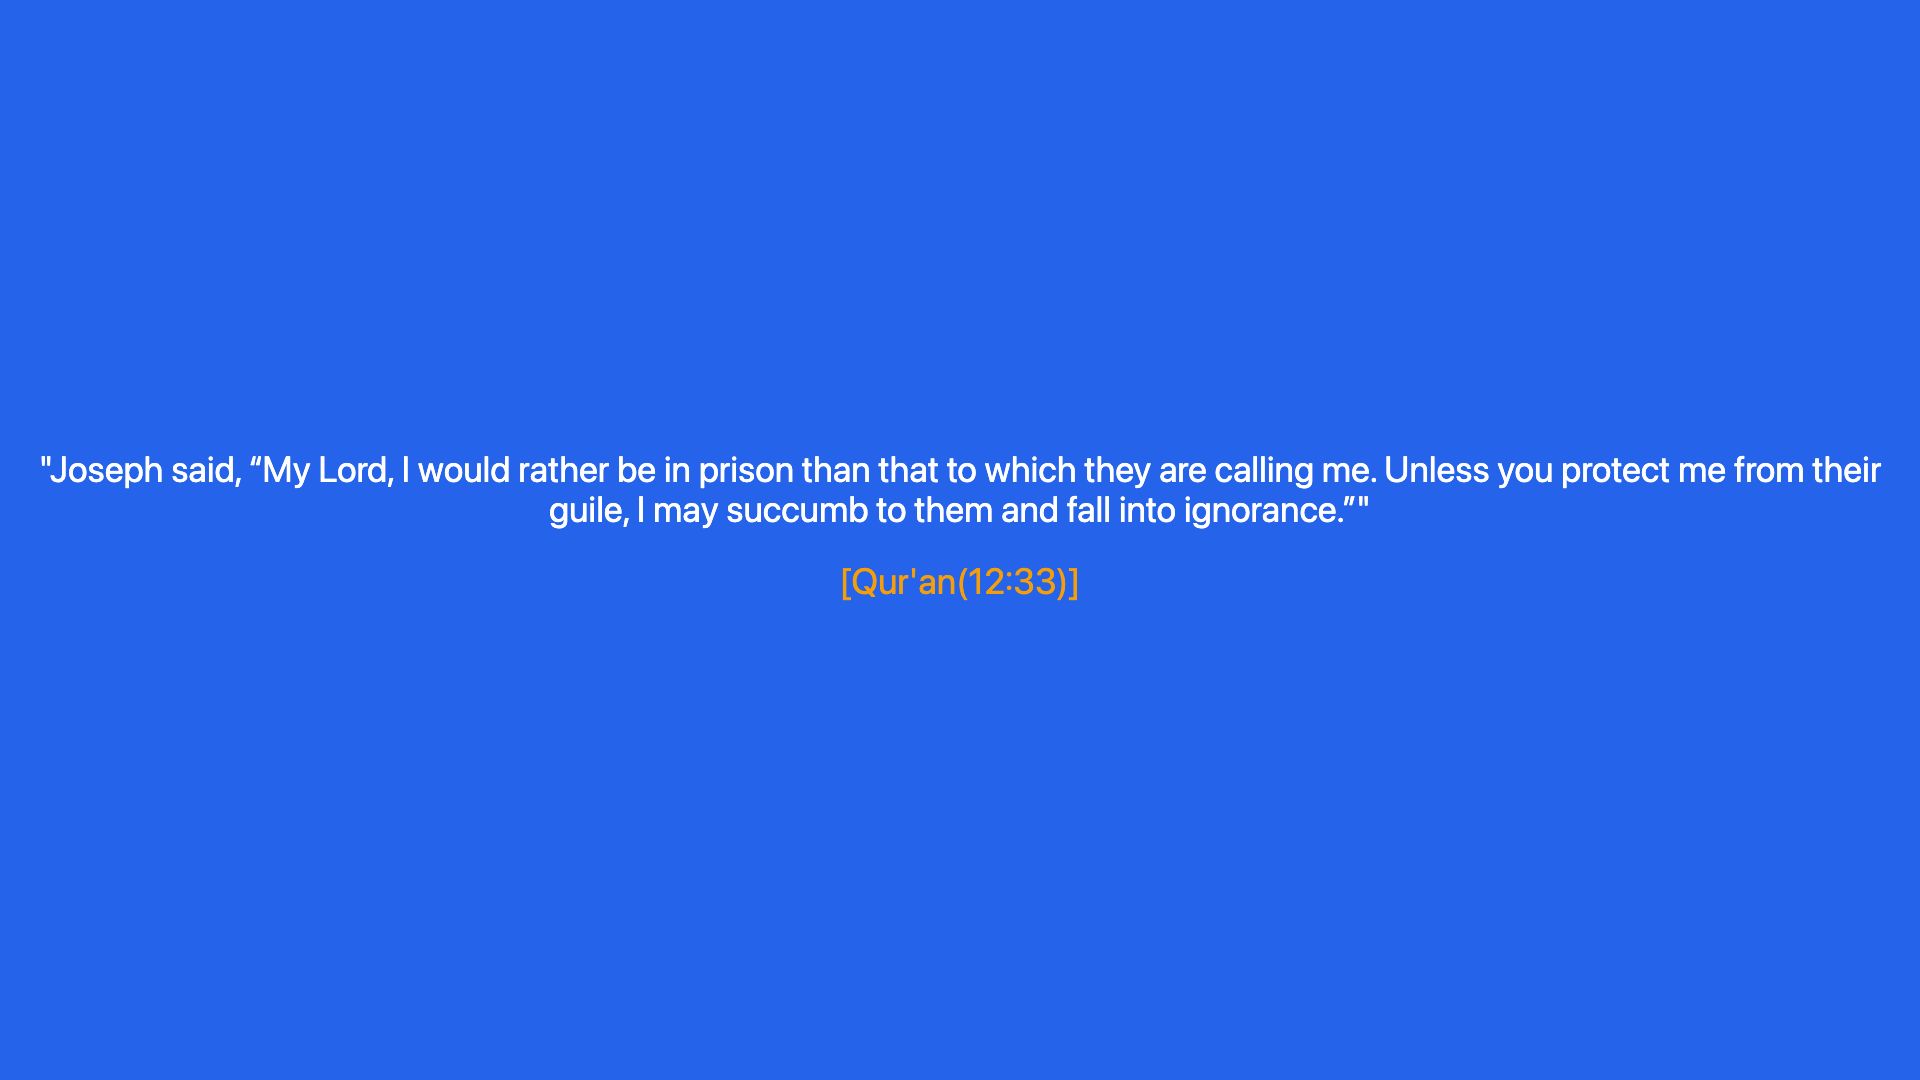 "Joseph said, “My Lord, I would rather be in prison than that to which they are calling me. Unless you protect me from their
guile, I may succumb to them and fall into ignorance.”"
[Qur'an(12:33)]